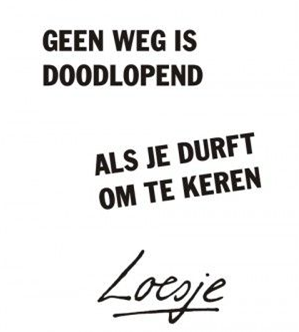 GEEN WEG IS
DOODLOPEND
ALS JE DURFT
OM TE KEREN
Loesje